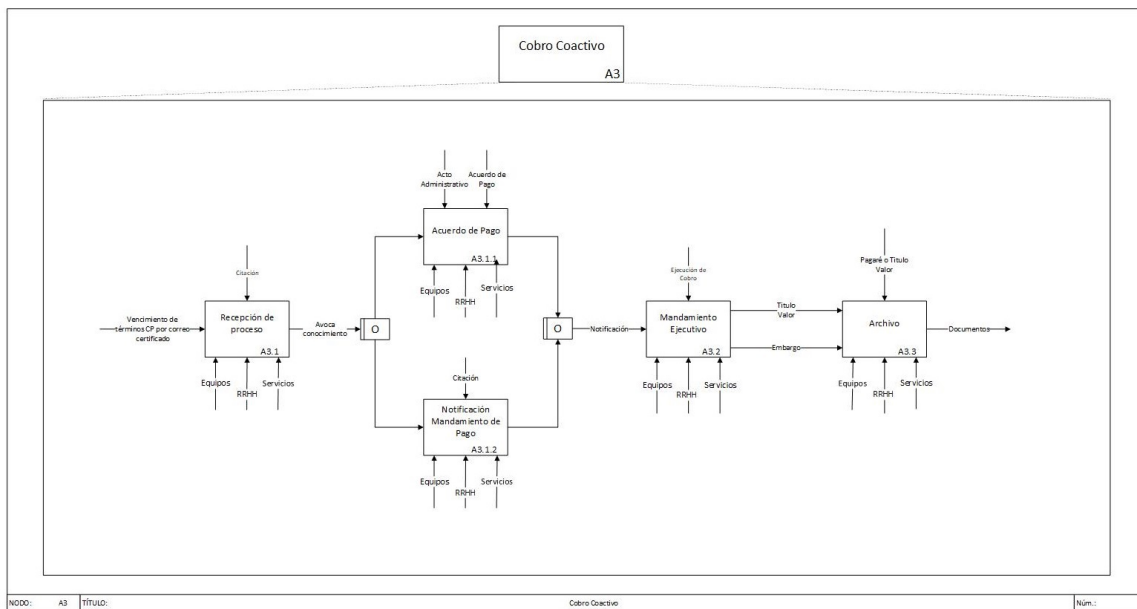 Cobro Coactivo
A3
Acto
Administrativo
Acuerdo de
Pago
Acuerdo de Pago
A3.1.1
Equipos
RRHH
Servicios
Citación
Vencimiento de
términos CP por correo
certificado
Recepción de
proceso
A3.1
Equipos
RRHH
Servicios
Avoca
conocimiento
O
Citación
Notificación
Mandamiento de
Pago
A3.1.2
Equipos
RRHH
Servicios
O
Notificación
Ejecución de
Cobro
Mandamiento
Ejecutivo
A3.2
Equipos
RRHH
Servicios
Titulo
Valor
Embargo
Pagaré o Titulo
Valor
Archivo
A3.3
Equipos
RRHH
Servicios
Documentos
NODO: A3 TÍTULO: Cobro Coactivo Núm.: